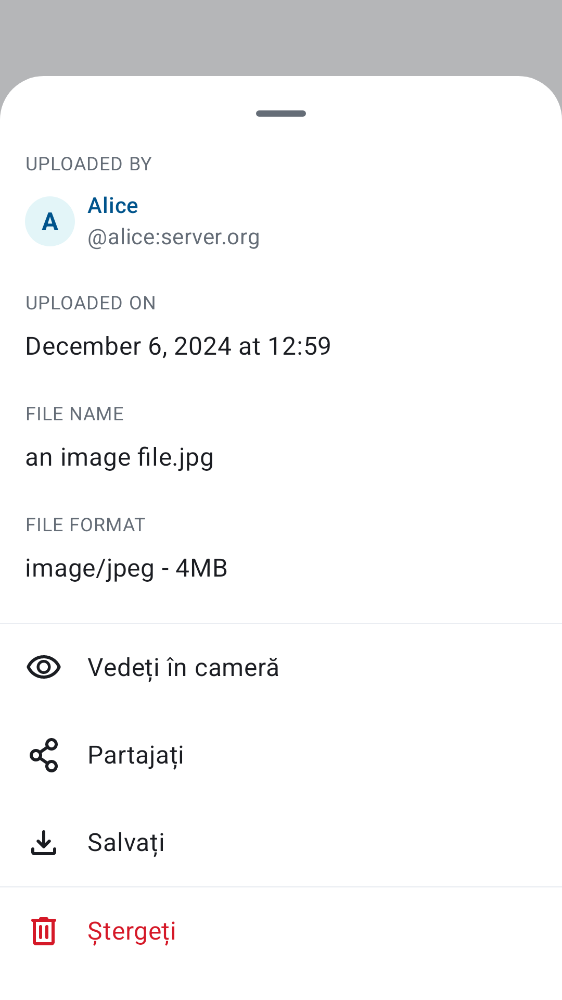 UPLOADED BY
A
Alice
@alice:server.org
UPLOADED ON
December 6, 2024 at 12:59
FILE NAME
an image file.jpg
FILE FORMAT
image/jpeg - 4MB
Vedeți în cameră
Partajați
Salvați
Ștergeți